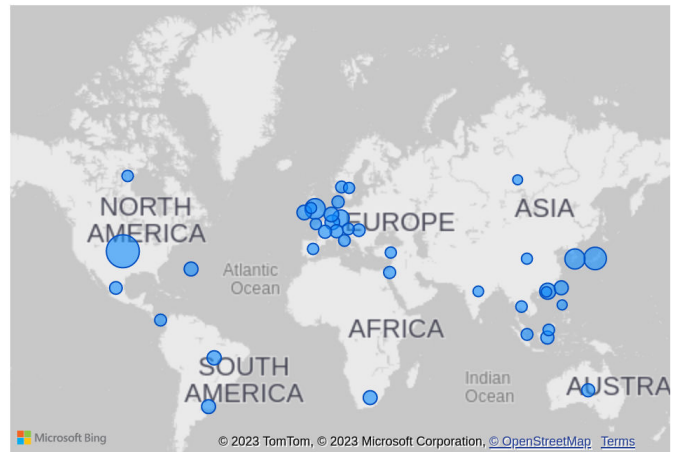 NORTH
AMERICA
EUROPE
ASIA
Atlantic
Ocean
AFRICA
SOUTH
AMERICA
Indian
Ocean
AUSTRA
Microsoft Bing
© 2023 TomTom, © 2023 Microsoft Corporation, © OpenStreetMap Terms